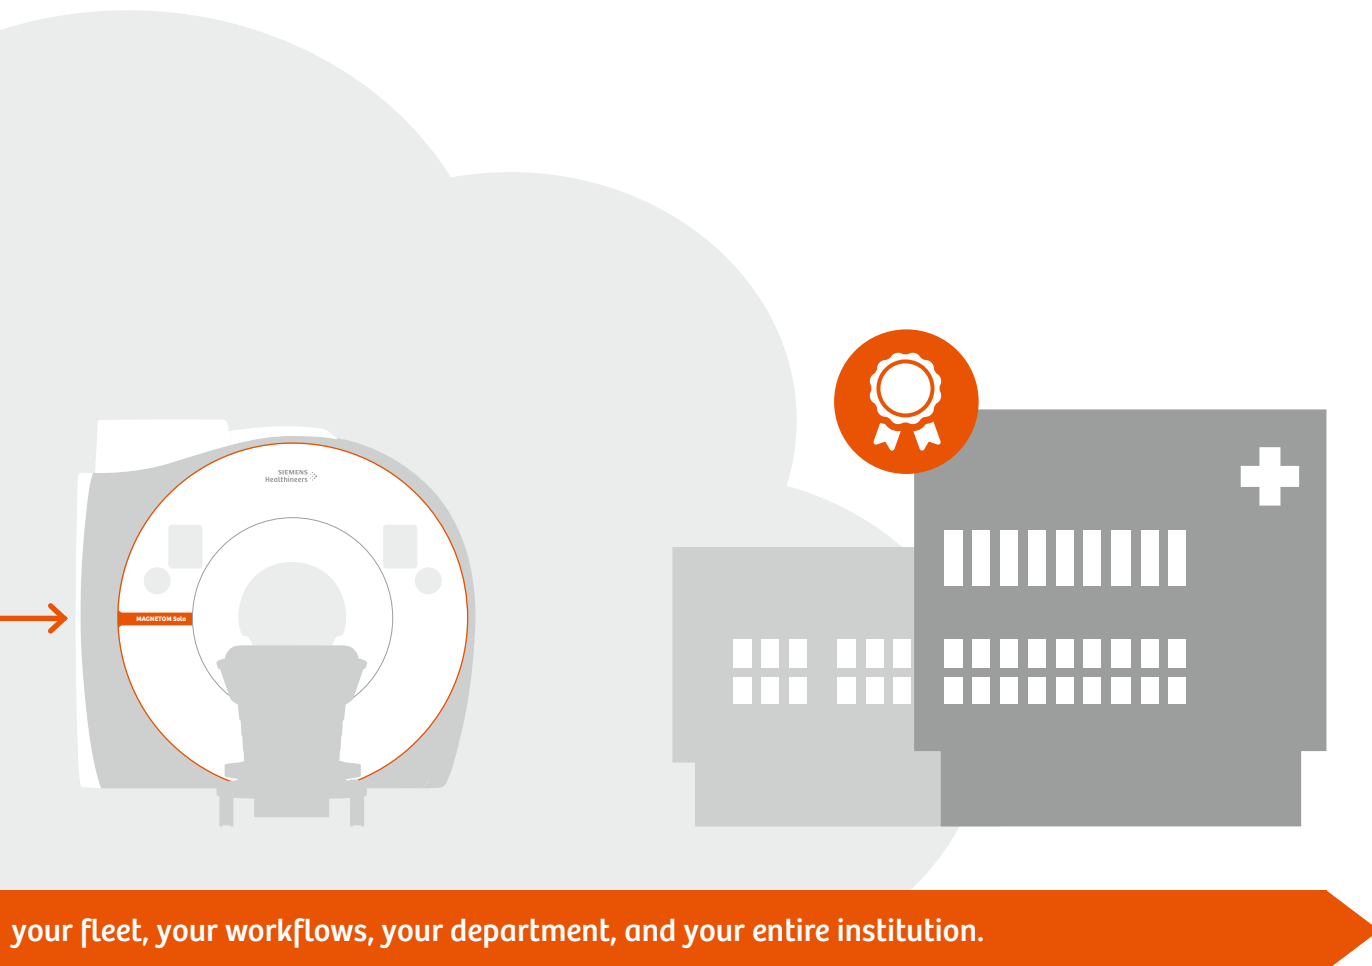 SIEMENS
Healthineers
MAGNETOM Sola
your fleet, your workflows, your department, and your entire institution.